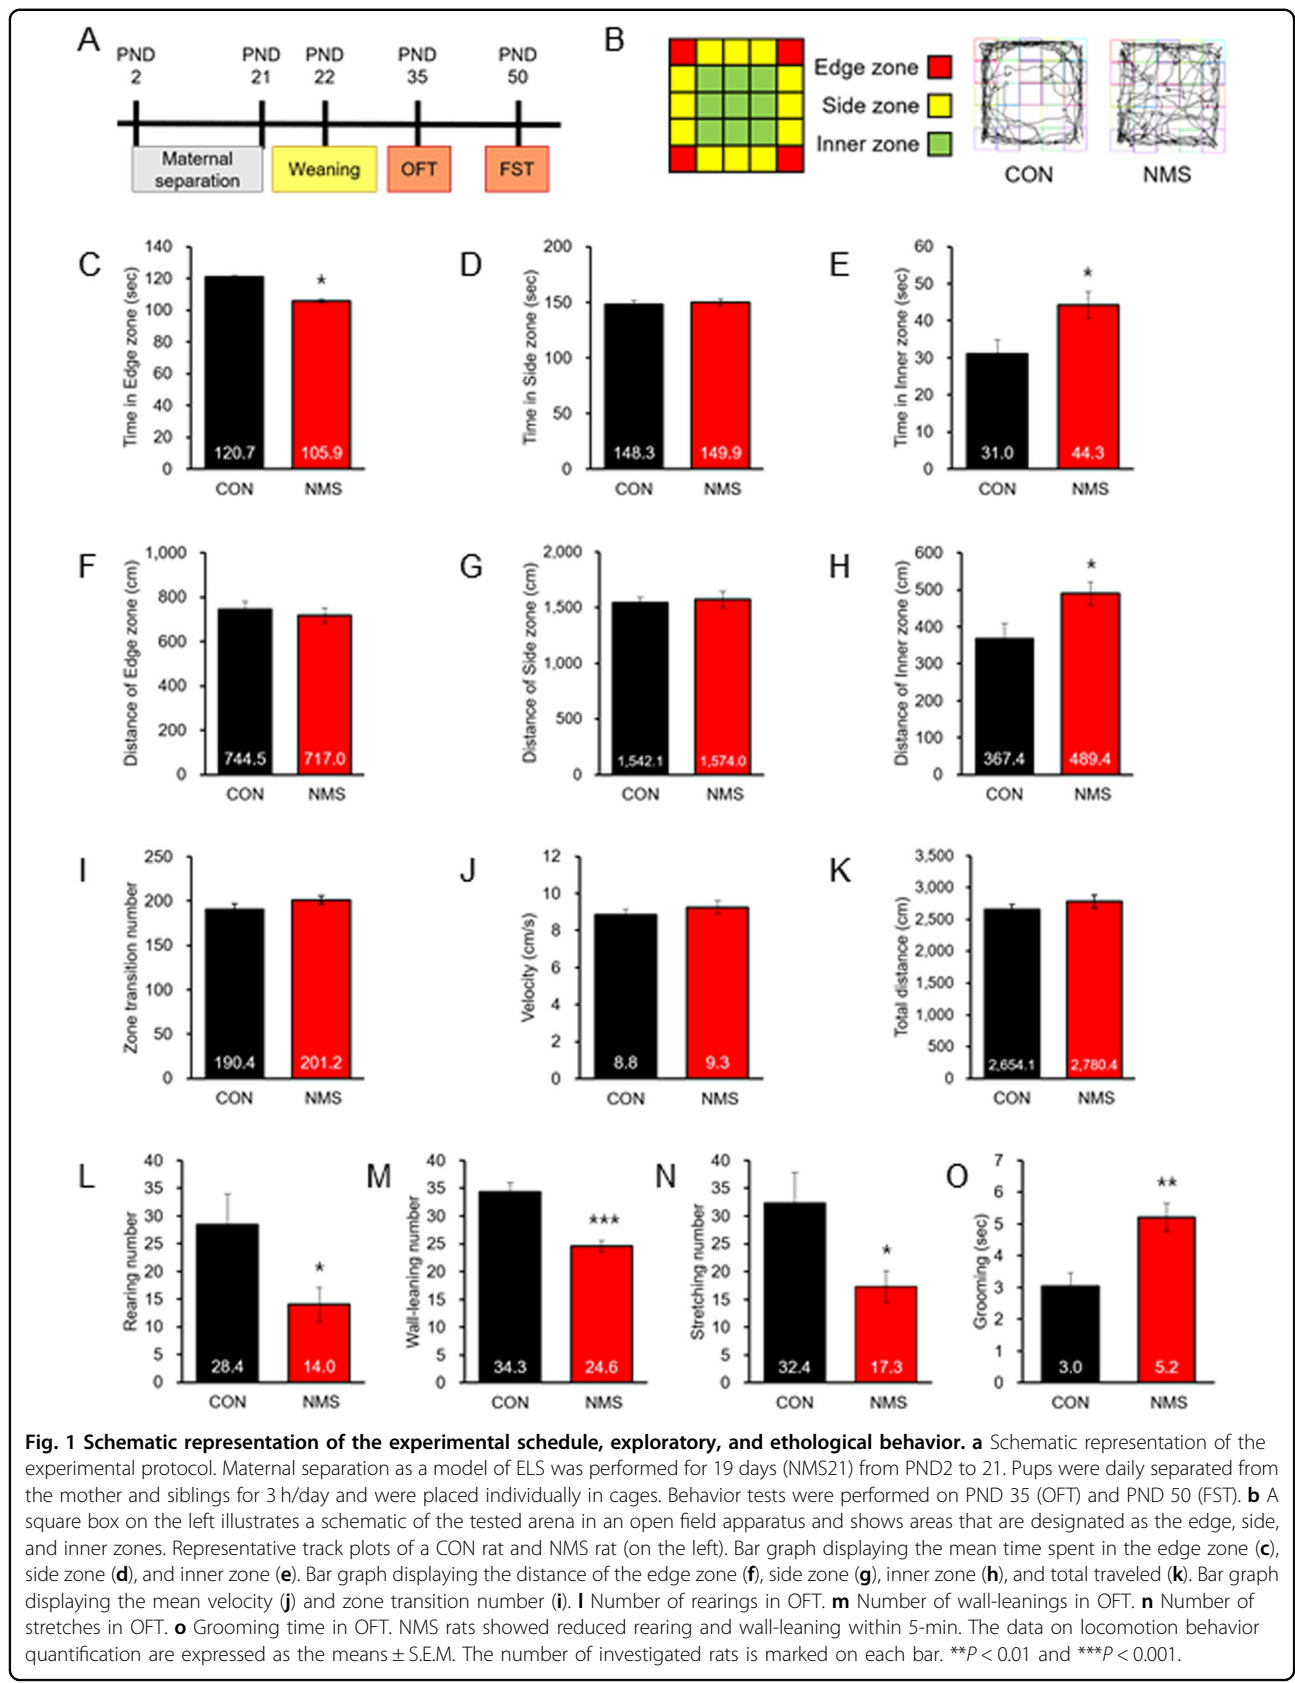 A
PND 2
PND 21
PND 22
PND 35
PND 50
Maternal separation
Weaning
OFT
FST
B
Edge zone
Side zone
Inner zone
CON
NMS
C
Time in Edge zone (sec)
140
120
100
80
60
40
20
0
*
120.7
105.9
CON
NMS
D
Time in Side zone (sec)
200
150
100
50
0
148.3
149.9
CON
NMS
E
Time in Inner zone (sec)
60
50
40
30
20
10
0
*
31.0
44.3
CON
NMS
F
Distance of Edge zone (cm)
1,000
800
600
400
200
0
744.5
717.0
CON
NMS
G
Distance of Side zone (cm)
2,000
1,500
1,000
500
0
1,542.1
1,574.0
CON
NMS
H
Distance of Inner zone (cm)
600
500
400
300
200
100
0
*
367.4
489.4
CON
NMS
I
Zone transition number
250
200
150
100
50
0
190.4
201.2
CON
NMS
J
Velocity (cm/s)
12
10
8
6
4
2
0
8.8
9.3
CON
NMS
K
Total distance (cm)
3,500
3,000
2,500
2,000
1,500
1,000
500
0
2,654.1
2,780.4
CON
NMS
L
Rearing number
40
35
30
25
20
15
10
5
0
*
28.4
14.0
CON
NMS
M
Wall-leaning number
40
35
30
25
20
15
10
5
0
***
34.3
24.6
CON
NMS
N
Stretching number
40
35
30
25
20
15
10
5
0
*
32.4
17.3
CON
NMS
O
Grooming (sec)
7
6
5
4
3
2
1
0
**
3.0
5.2
CON
NMS
Fig. 1 Schematic representation of the experimental schedule, exploratory, and ethological behavior. a Schematic representation of the
experimental protocol. Maternal separation as a model of ELS was performed for 19 days (NMS21) from PND2 to 21. Pups were daily separated from
the mother and siblings for 3 h/day and were placed individually in cages. Behavior tests were performed on PND 35 (OFT) and PND 50 (FST). b A
square box on the left illustrates a schematic of the tested arena in an open field apparatus and shows areas that are designated as the edge, side,
and inner zones. Representative track plots of a CON rat and NMS rat (on the left). Bar graph displaying the mean time spent in the edge zone (c),
side zone (d), and inner zone (e). Bar graph displaying the distance of the edge zone (f), side zone (g), inner zone (h), and total traveled (k). Bar graph
displaying the mean velocity (j) and zone transition number (i). l Number of rearings in OFT. m Number of wall-leanings in OFT. n Number of
stretches in OFT. o Grooming time in OFT. NMS rats showed reduced rearing and wall-leaning within 5-min. The data on locomotion behavior
quantification are expressed as the means ± S.E.M. The number of investigated rats is marked on each bar. **P < 0.01 and ***P < 0.001.